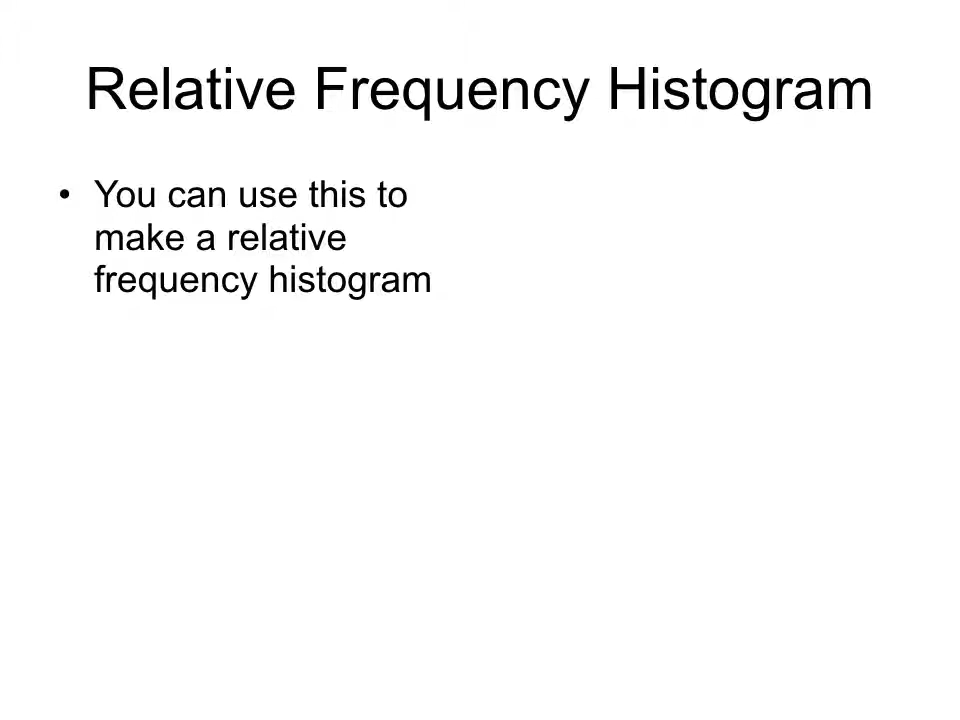 Relative Frequency Histogram
• You can use this to
make a relative
frequency histogram